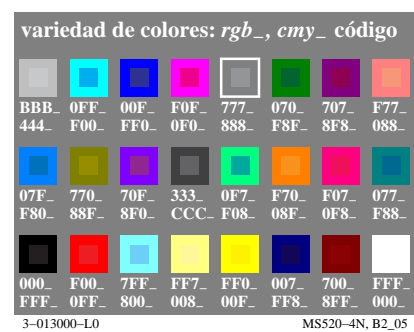 variedad de colores: rgb_, cmy_ código
BBB_ 0FF_ 00F_ F0F_ 777_ 070_ 707_ F77_
444_ F00_ FF0_ 0F0_ 888_ F8F_ 8F8_ 088_
07F_ 770_ 70F_ 333_ 0F7_ F70_ F07_ 077_
F80_ 88F_ 8F0_ CCC_ F08_ 08F_ 0F8_ F88_
000_ F00_ 7FF_ FF7_ FF0_ 007_ 700_ FFF_
FFF_ 0FF_ 800_ 008_ 00F_ FF8_ 8FF_ 000_
3-013000-L0 MS520-4N, B2_05